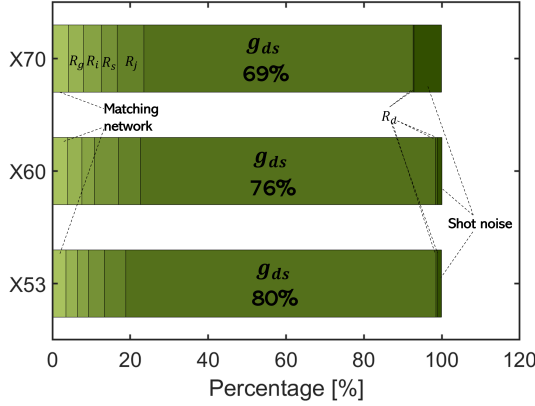 X70
R_g R_i R_s R_j
g_ds
69%
Matching
network
R_d
X60
g_ds
76%
Shot noise
X53
g_ds
80%
0 20 40 60 80 100 120
Percentage [%]